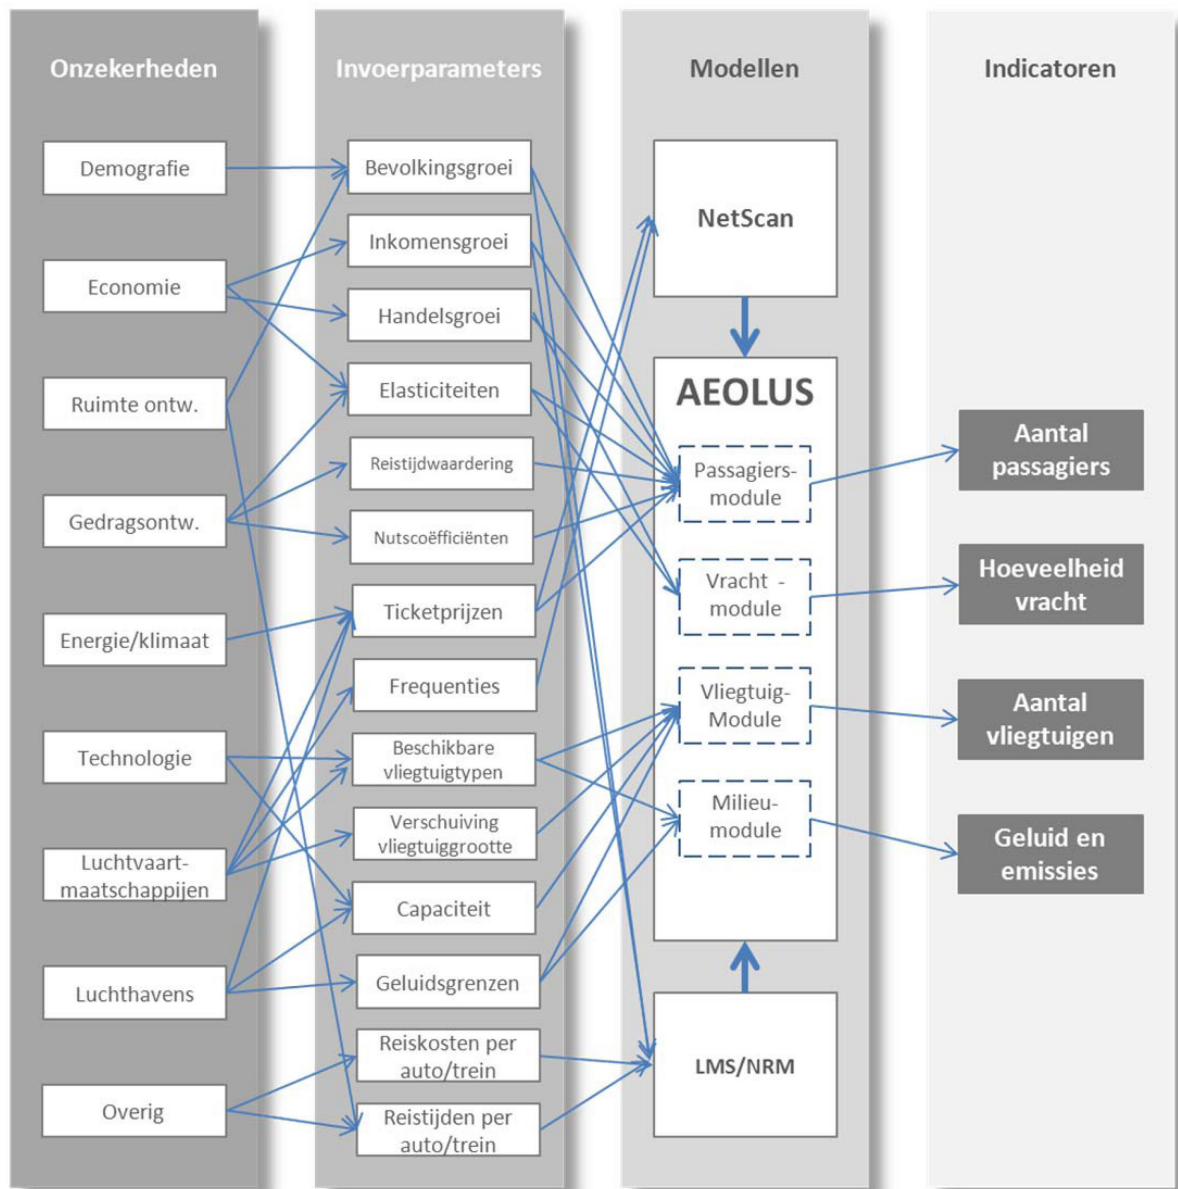 Onzekerheden
Demografie
Economie
Ruimte ontw.
Gedragsontw.
Energie/klimaat
Technologie
Luchtvaart-
maatschappijen
Luchthavens
Overig
Invoerparameters
Bevolkingsgroei
Inkomensgroei
Handelsgroei
Elasticiteiten
Reistijdwaardering
Nutscoëfficiënten
Ticketprijzen
Frequenties
Beschikbare
vliegtuigtypen
Verschuiving
vliegtuiggrootte
Capaciteit
Geluidsgrenzen
Reiskosten per
auto/trein
Reistijden per
auto/trein
Modellen
NetScan
AEOLUS
Passagiers-
module
Vracht -
module
Vliegtuig-
Module
Milieu-
module
LMS/NRM
Indicatoren
Aantal
passagiers
Hoeveelheid
vracht
Aantal
vliegtuigen
Geluid en
emissies